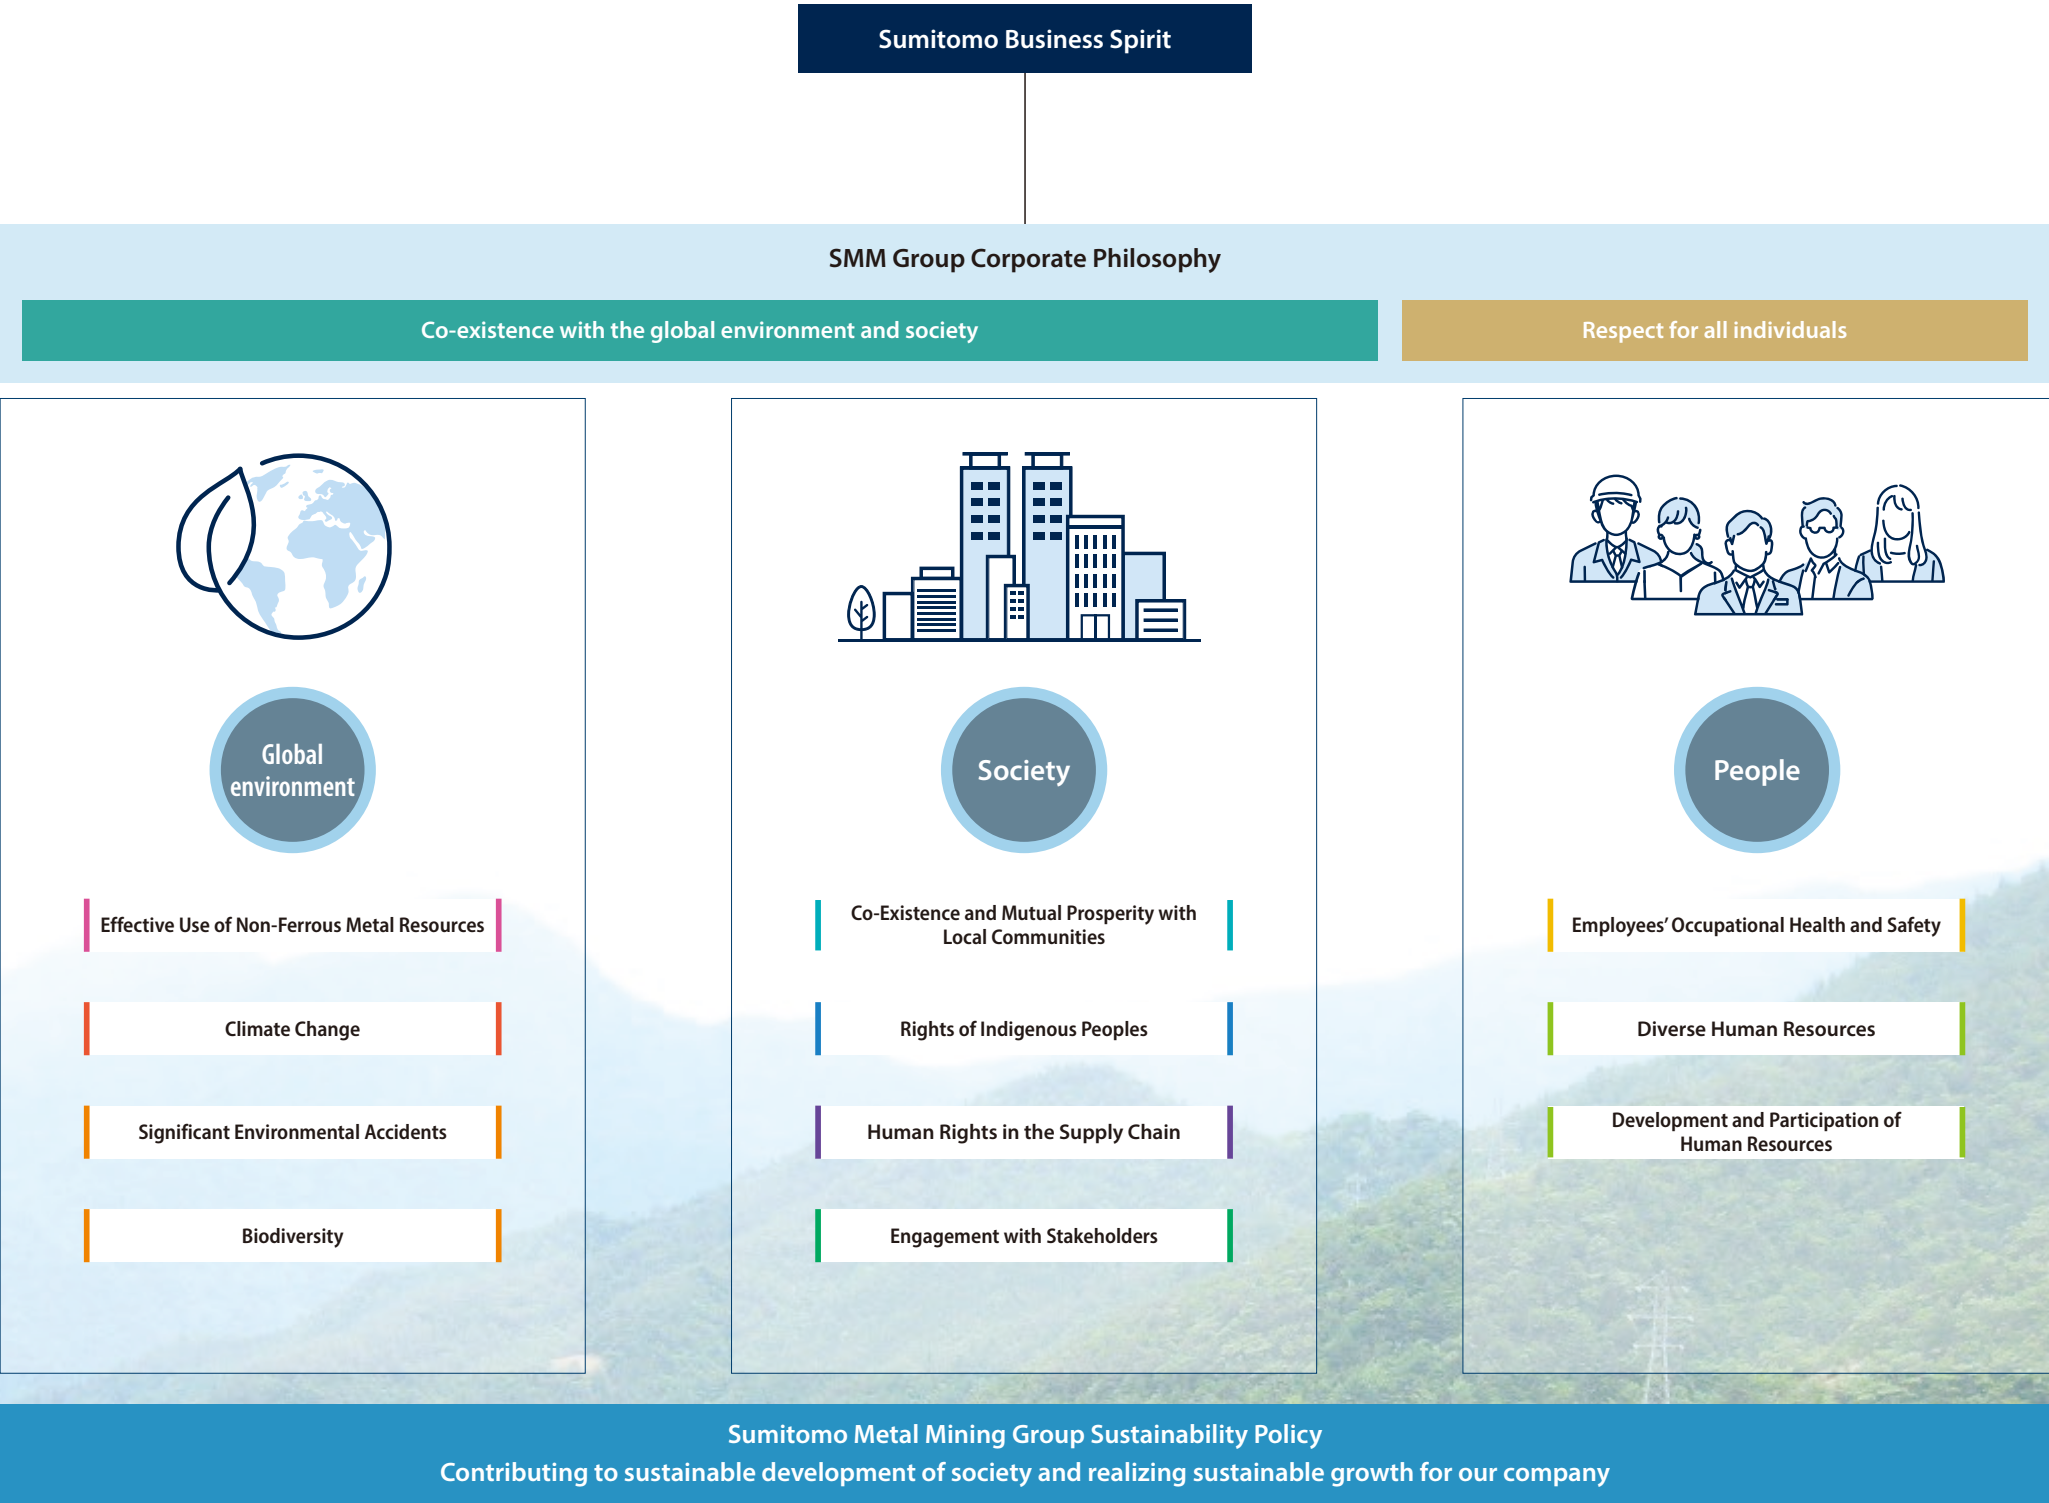 Sumitomo Business Spirit
SMM Group Corporate Philosophy
Co-existence with the global environment and society
Respect for all individuals
Global
environment
Effective Use of Non-Ferrous Metal Resources
Climate Change
Significant Environmental Accidents
Biodiversity
Society
Co-Existence and Mutual Prosperity with
Local Communities
Rights of Indigenous Peoples
Human Rights in the Supply Chain
Engagement with Stakeholders
People
Employees’ Occupational Health and Safety
Diverse Human Resources
Development and Participation of
Human Resources
Sumitomo Metal Mining Group Sustainability Policy
Contributing to sustainable development of society and realizing sustainable growth for our company